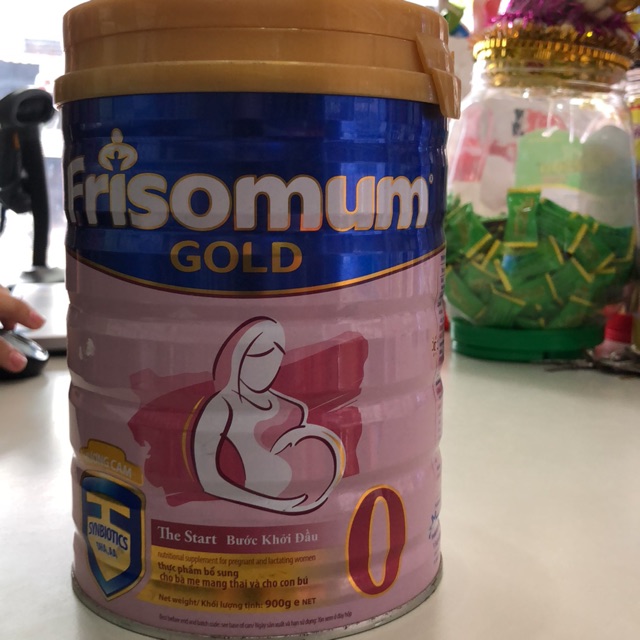 Frisomum
GOLD
SYNBIOTICS
The Start Bước Khởi Đầu
0
nutritional supplement for pregnant and lactating women
thực phẩm bổ sung
cho bà mẹ mang thai và cho con bú
Net weight/ Khối lượng tịnh: 900g e NET